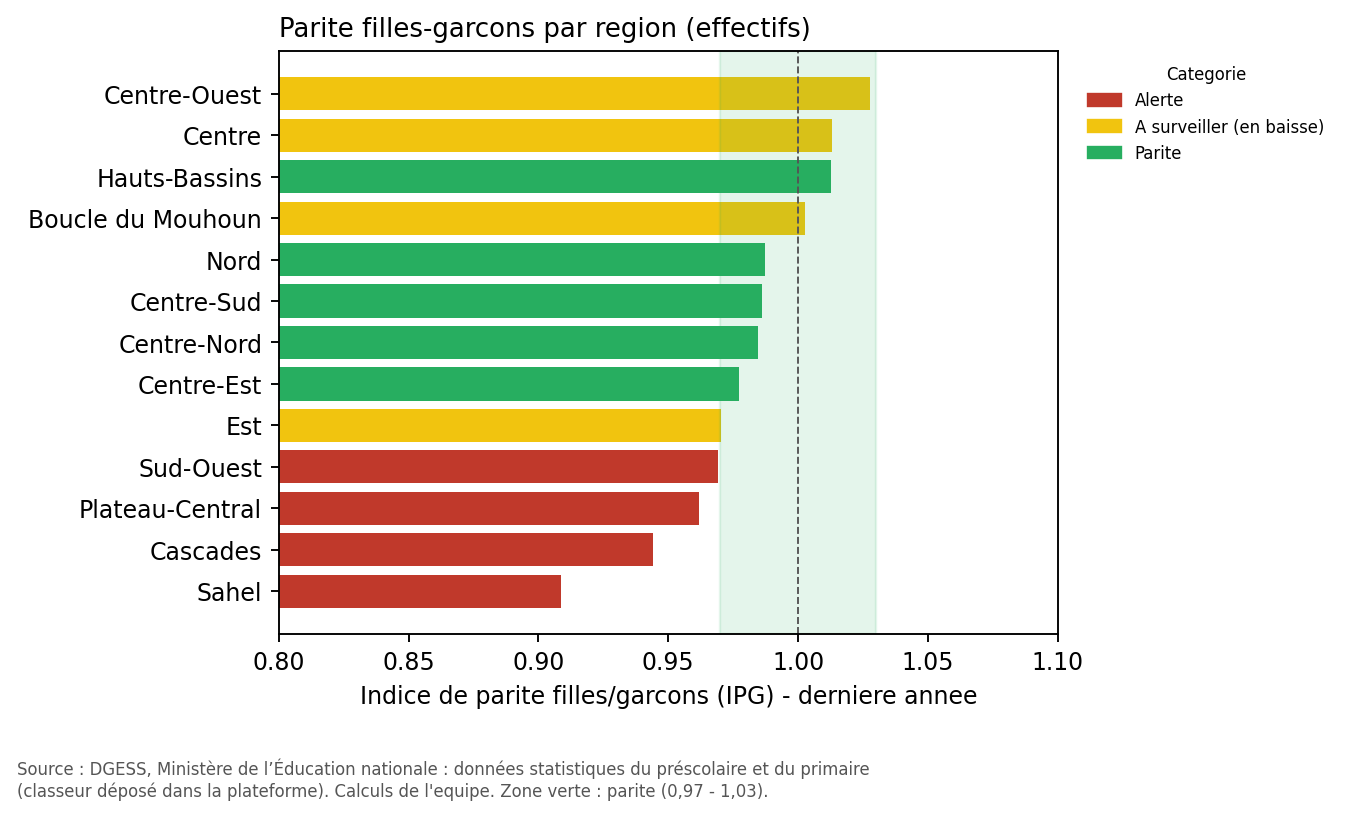 Parite filles-garcons par region (effectifs)
Centre-Ouest
Centre
Hauts-Bassins
Boucle du Mouhoun
Nord
Centre-Sud
Centre-Nord
Centre-Est
Est
Sud-Ouest
Plateau-Central
Cascades
Sahel
0.80 0.85 0.90 0.95 1.00 1.05 1.10
Indice de parite filles/garcons (IPG) - derniere annee
Categorie
Alerte
A surveiller (en baisse)
Parite
Source : DGESS, Ministère de l’Éducation nationale : données statistiques du préscolaire et du primaire
(classeur déposé dans la plateforme). Calculs de l'equipe. Zone verte : parite (0,97 - 1,03).